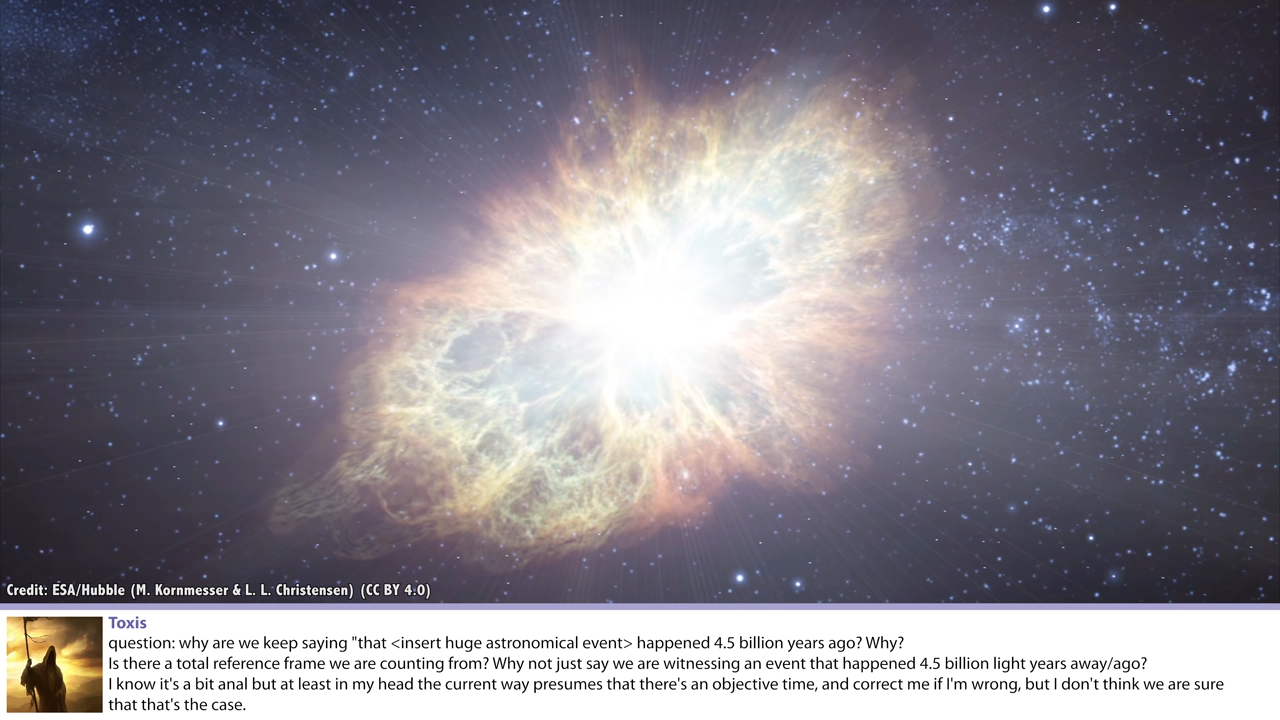 Credit: ESA/Hubble (M. Kornmesser & L. L. Christensen) (CC BY 4.0)
Toxis
question: why are we keep saying "that <insert huge astronomical event> happened 4.5 billion years ago? Why?
Is there a total reference frame we are counting from? Why not just say we are witnessing an event that happened 4.5 billion light years away/ago?
I know it's a bit anal but at least in my head the current way presumes that there's an objective time, and correct me if I'm wrong, but I don't think we are sure
that that's the case.